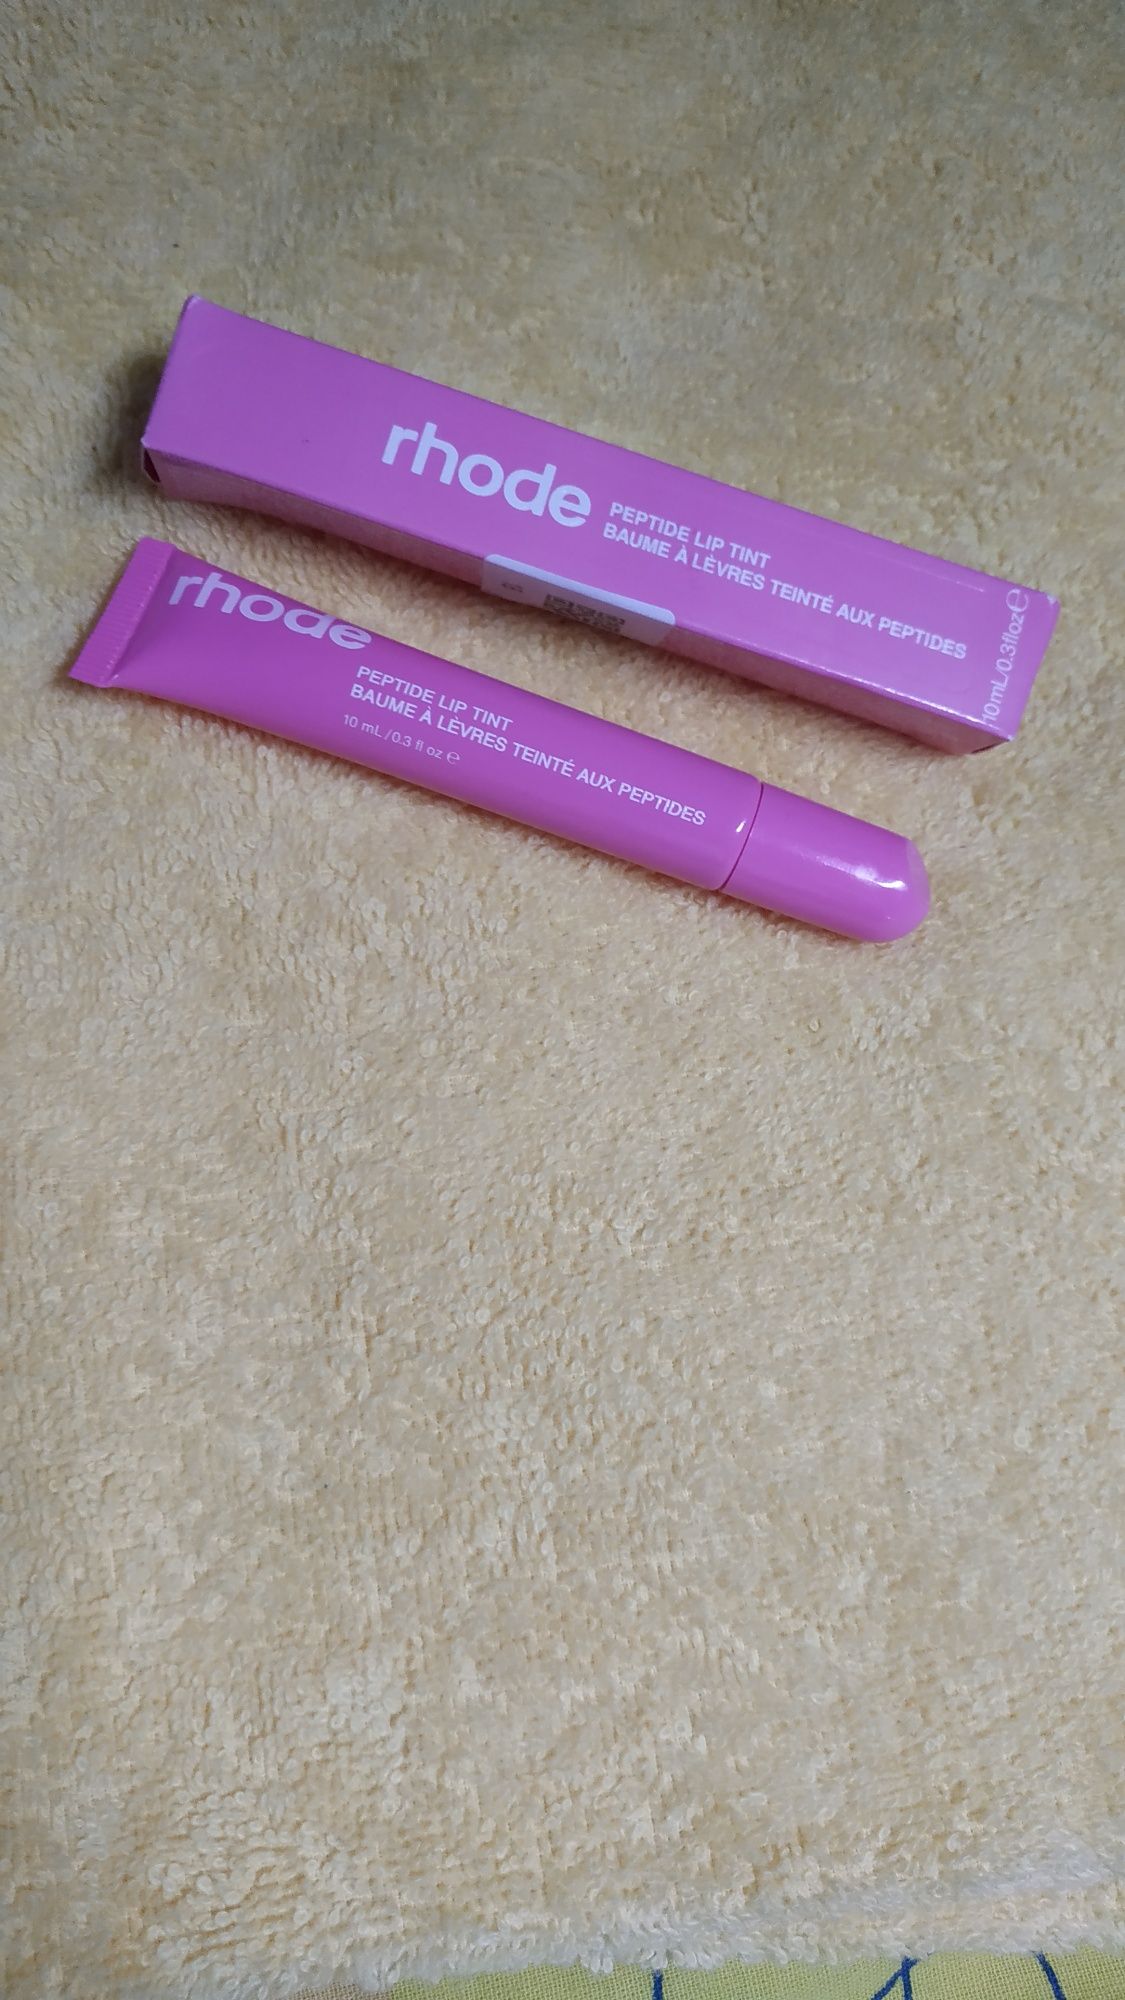 rhode
PEPTIDE LIP TINT
BAUME À LÈVRES TEINTÉ AUX PEPTIDES
10mL/0.3floz℮
rhode
PEPTIDE LIP TINT
BAUME À LÈVRES TEINTÉ AUX PEPTIDES
10 mL/0.3 fl oz ℮